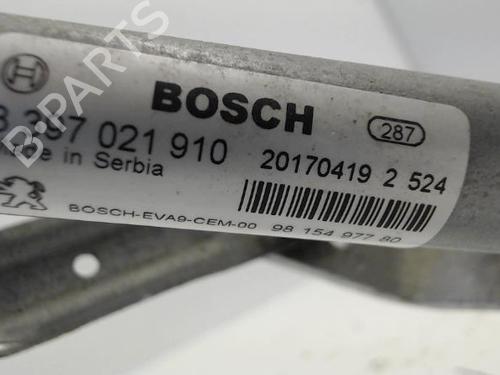 BOSCH
287
3 397 021 910
20170419 2 524
in Serbia
BOSCH-EVA9-CEM-00 98 154 977 80
B-PARTS